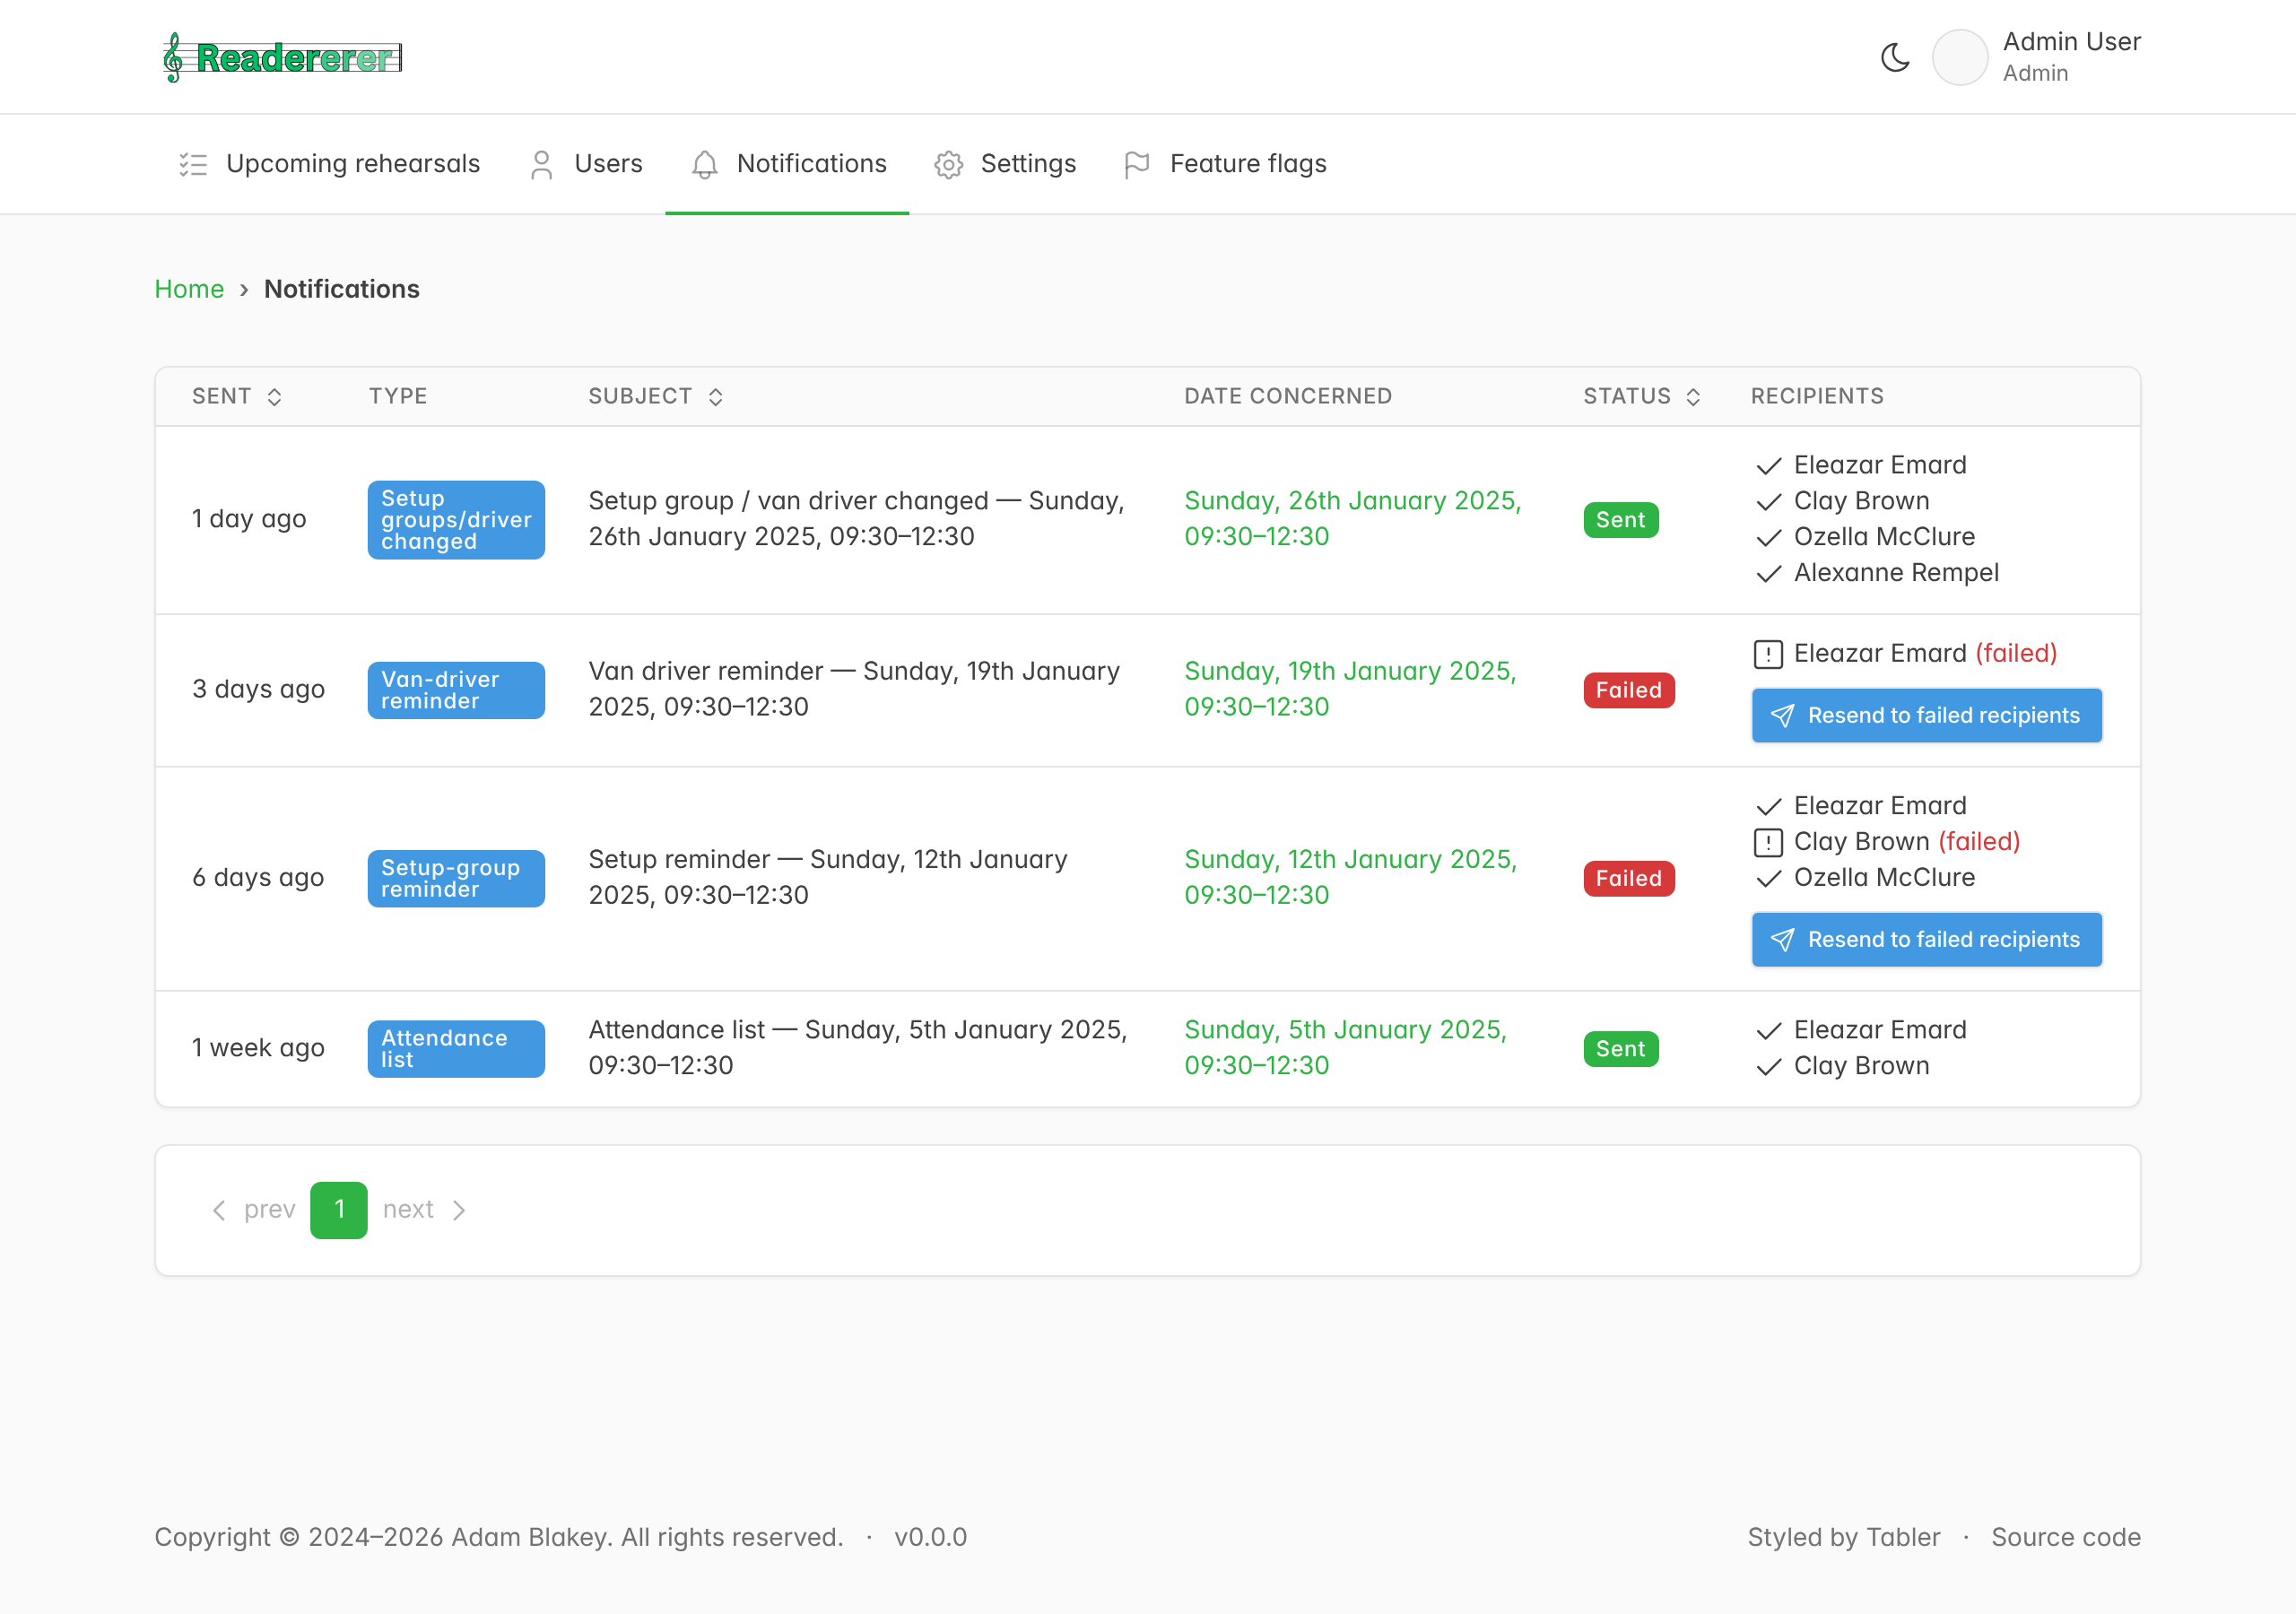 Readererer
Admin User
Admin
Upcoming rehearsals
Users
Notifications
Settings
Feature flags
Home › Notifications
SENT
TYPE
SUBJECT
DATE CONCERNED
STATUS
RECIPIENTS
1 day ago
Setup
groups/driver
changed
Setup group / van driver changed — Sunday,
26th January 2025, 09:30–12:30
Sunday, 26th January 2025,
09:30–12:30
Sent
Eleazar Emard
Clay Brown
Ozella McClure
Alexanne Rempel
3 days ago
Van-driver
reminder
Van driver reminder — Sunday, 19th January
2025, 09:30–12:30
Sunday, 19th January 2025,
09:30–12:30
Failed
Eleazar Emard (failed)
Resend to failed recipients
6 days ago
Setup-group
reminder
Setup reminder — Sunday, 12th January
2025, 09:30–12:30
Sunday, 12th January 2025,
09:30–12:30
Failed
Eleazar Emard
Clay Brown (failed)
Ozella McClure
Resend to failed recipients
1 week ago
Attendance
list
Attendance list — Sunday, 5th January 2025,
09:30–12:30
Sunday, 5th January 2025,
09:30–12:30
Sent
Eleazar Emard
Clay Brown
prev 1 next
Copyright © 2024–2026 Adam Blakey. All rights reserved. · v0.0.0
Styled by Tabler · Source code